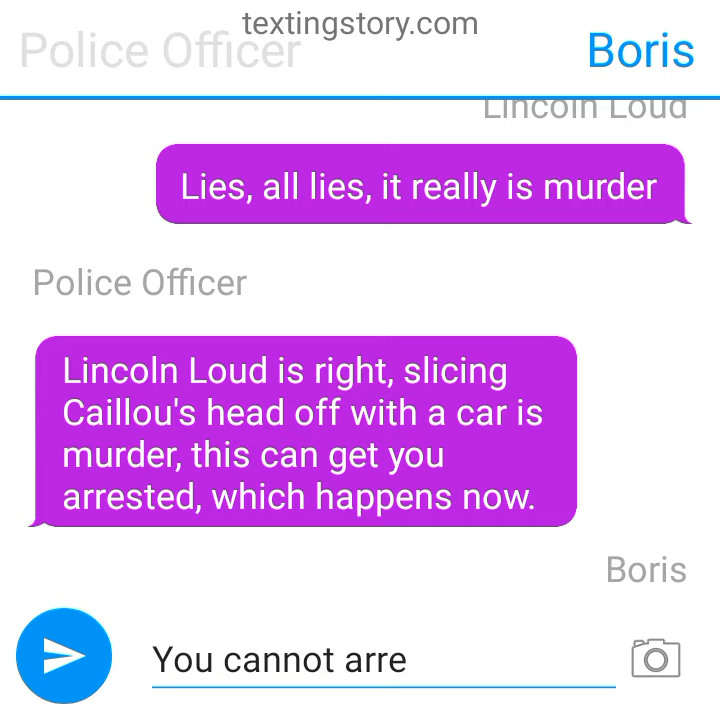 textingstory.com
Police Officer
Boris
Lincoln Loud
Lies, all lies, it really is murder
Police Officer
Lincoln Loud is right, slicing
Caillou's head off with a car is
murder, this can get you
arrested, which happens now.
Boris
You cannot arre